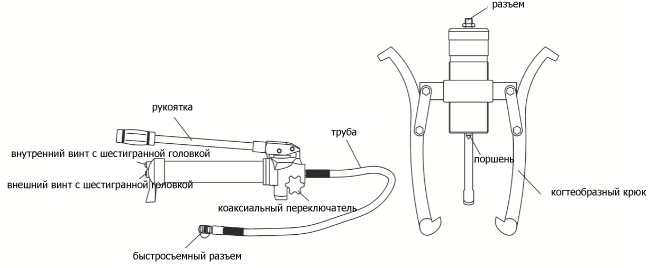 разъем
рукоятка
труба
внутренний винт с шестигранной головкой
поршень
внешний винт с шестигранной головкой
когтеобразный крюк
коаксиальный переключатель
быстросъемный разъем